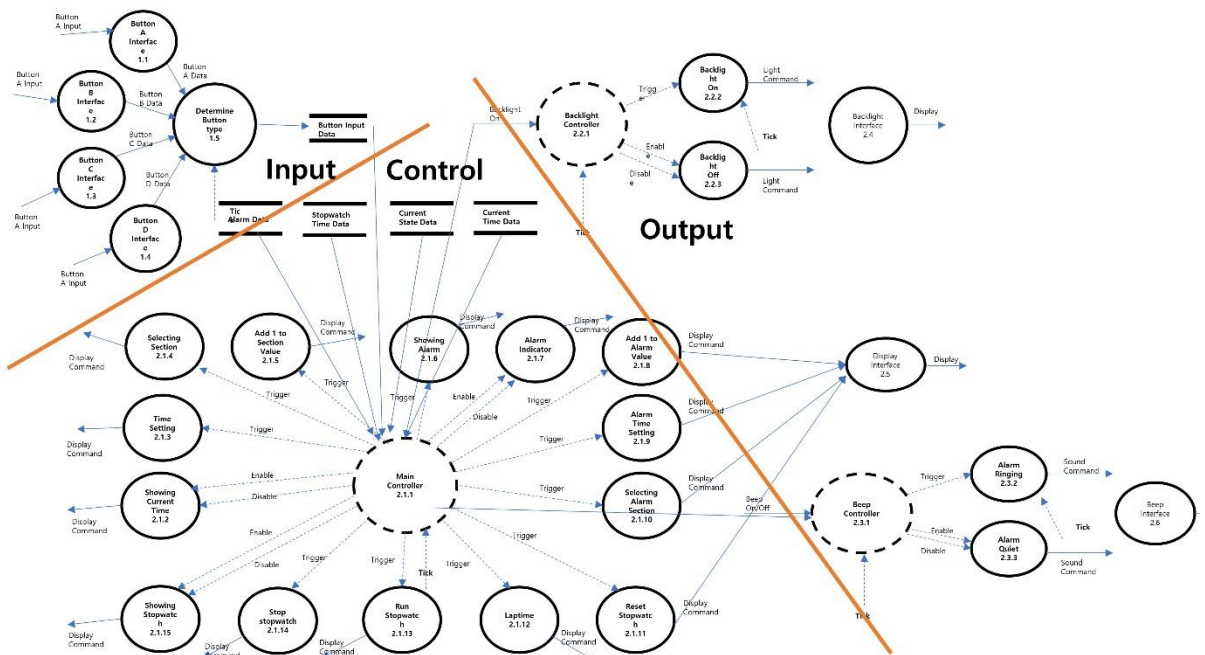 Button
A Input
Button
A
Interfac
e
1.1
Button
A Data
Button
A Input
Button
B
Interfac
e
1.2
Button
B Data
Determine
Button
type
1.5
Button Input
Data
Button
C
Interfac
e
1.3
Button
C Data
Button
A Input
Button
D Data
Button
D
Interfac
e
1.4
Button
A Input
Input
Control
Output
Tic
Alarm Data
Stopwatch
Time Data
Current
State Data
Current
Time Data
Backlight
On
Backlight
Controller
2.2.1
Trigg
Backlig
ht
On
2.2.2
Light
Command
Enabl
e
Disabl
e
Tick
Backlig
ht
Off
2.2.3
Light
Command
Tick
Backlight
Interface
2.4
Display
Selecting
Section
2.1.4
Display
Command
Add 1 to
Section
Value
2.1.5
Display
Command
Showing
Alarm
2.1.6
Display
Command
Alarm
Indicator
2.1.7
Display
Command
Add 1 to
Alarm
Value
2.1.8
Display
Command
Display
Interface
2.5
Display
Trigger
Trigger
Trigger
Enable
Disable
Trigger
Time
Setting
2.1.3
Display
Command
Trigger
Alarm
Time
Setting
2.1.9
Display
Command
Trigger
Showing
Current
Time
2.1.2
Display
Command
Enable
Disable
Main
Controller
2.1.1
Trigger
Selecting
Alarm
Section
2.1.10
Display
Command
Beep
On/Off
Beep
Controller
2.3.1
Trigger
Alarm
Ringing
2.3.2
Sound
Command
Enable
Disable
Tick
Alarm
Quiet
2.3.3
Sound
Command
Tick
Beep
Interface
2.6
Enable
Disable
Trigger
Trigger
Tick
Trigger
Trigger
Showing
Stopwatc
h
2.1.15
Display
Command
Stop
stopwatch
2.1.14
Display
Command
Run
Stopwatc
h
2.1.13
Display
Command
Laptime
2.1.12
Display
Command
Reset
Stopwatc
h
2.1.11
Display
Command